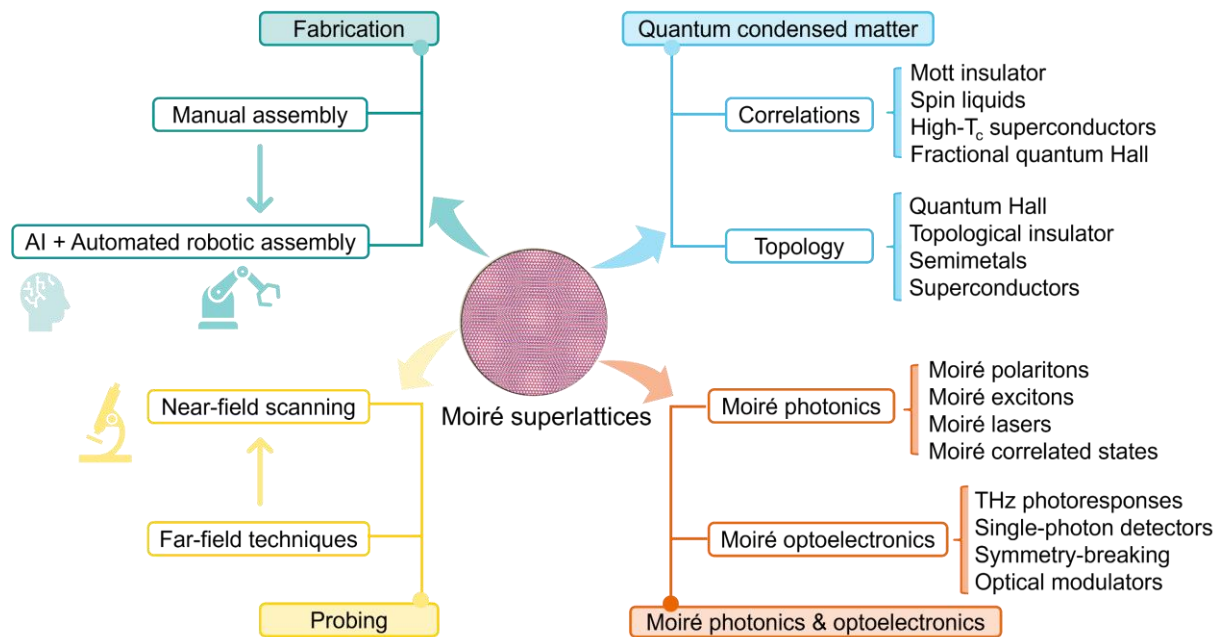 Fabrication
Manual assembly
AI + Automated robotic assembly
Quantum condensed matter
Correlations
Mott insulator
Spin liquids
High-Tc superconductors
Fractional quantum Hall
Topology
Quantum Hall
Topological insulator
Semimetals
Superconductors
Moiré superlattices
Near-field scanning
Far-field techniques
Probing
Moiré photonics
Moiré polaritons
Moiré excitons
Moiré lasers
Moiré correlated states
Moiré optoelectronics
THz photoresponses
Single-photon detectors
Symmetry-breaking
Optical modulators
Moiré photonics & optoelectronics